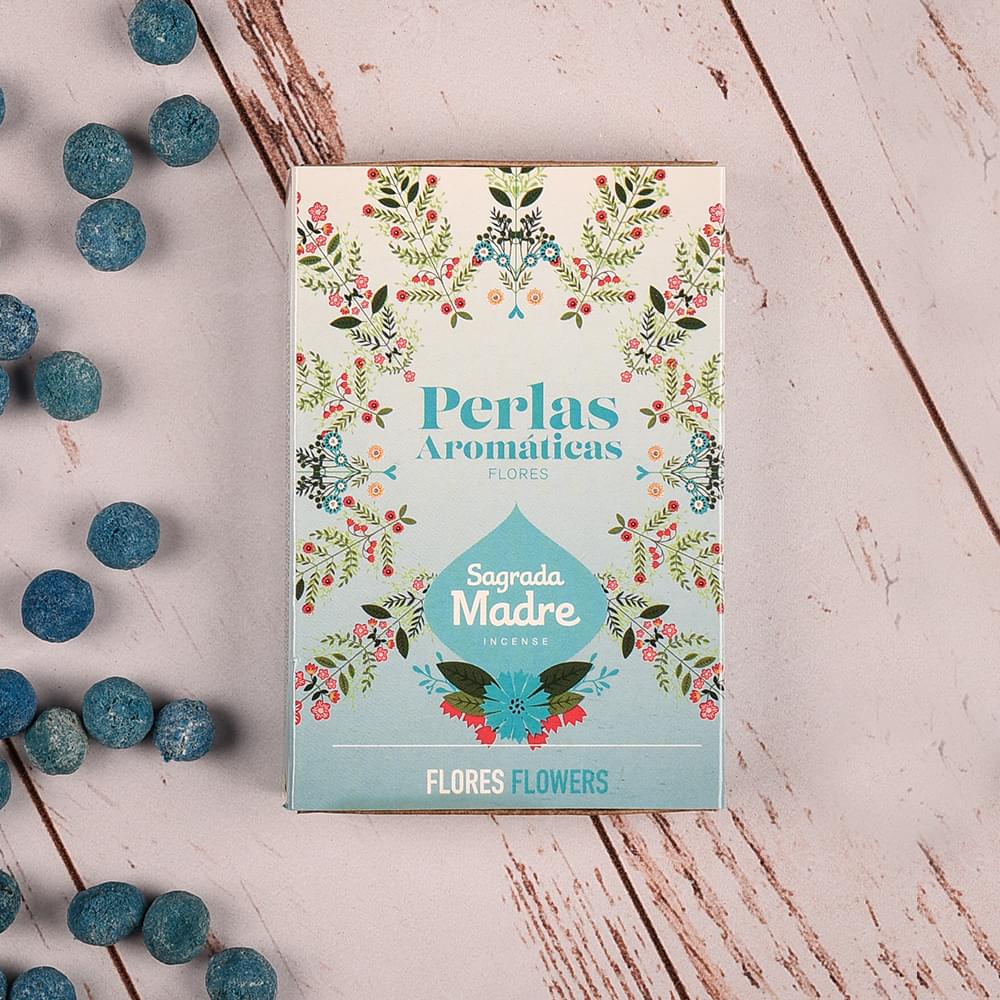 Perlas
Aromáticas
FLORES
Sagrada
Madre
INCENSE
FLORES FLOWERS